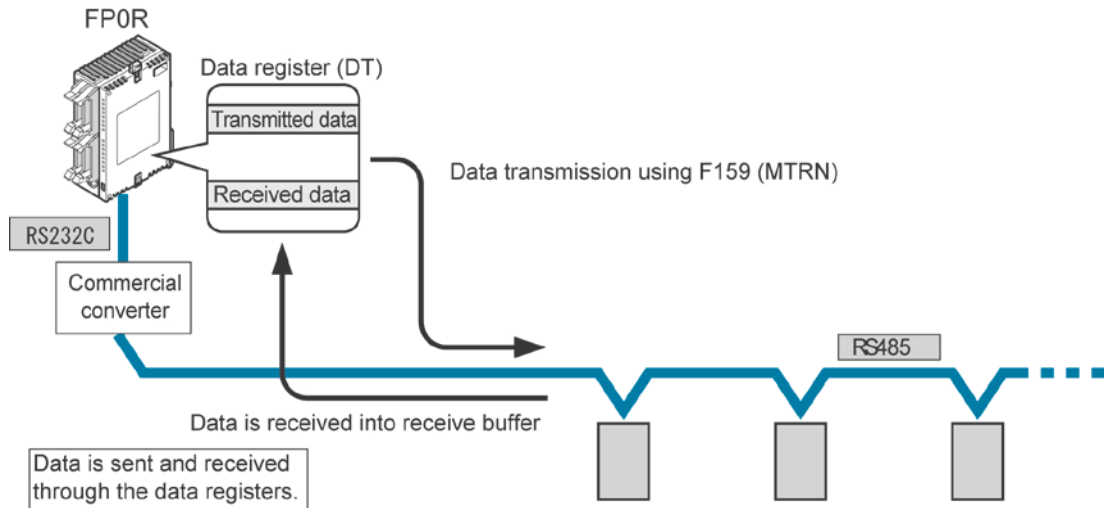 FP0R
Data register (DT)
Transmitted data
Received data
Data transmission using F159 (MTRN)
RS232C
Commercial
converter
RS485
Data is received into receive buffer
Data is sent and received
through the data registers.